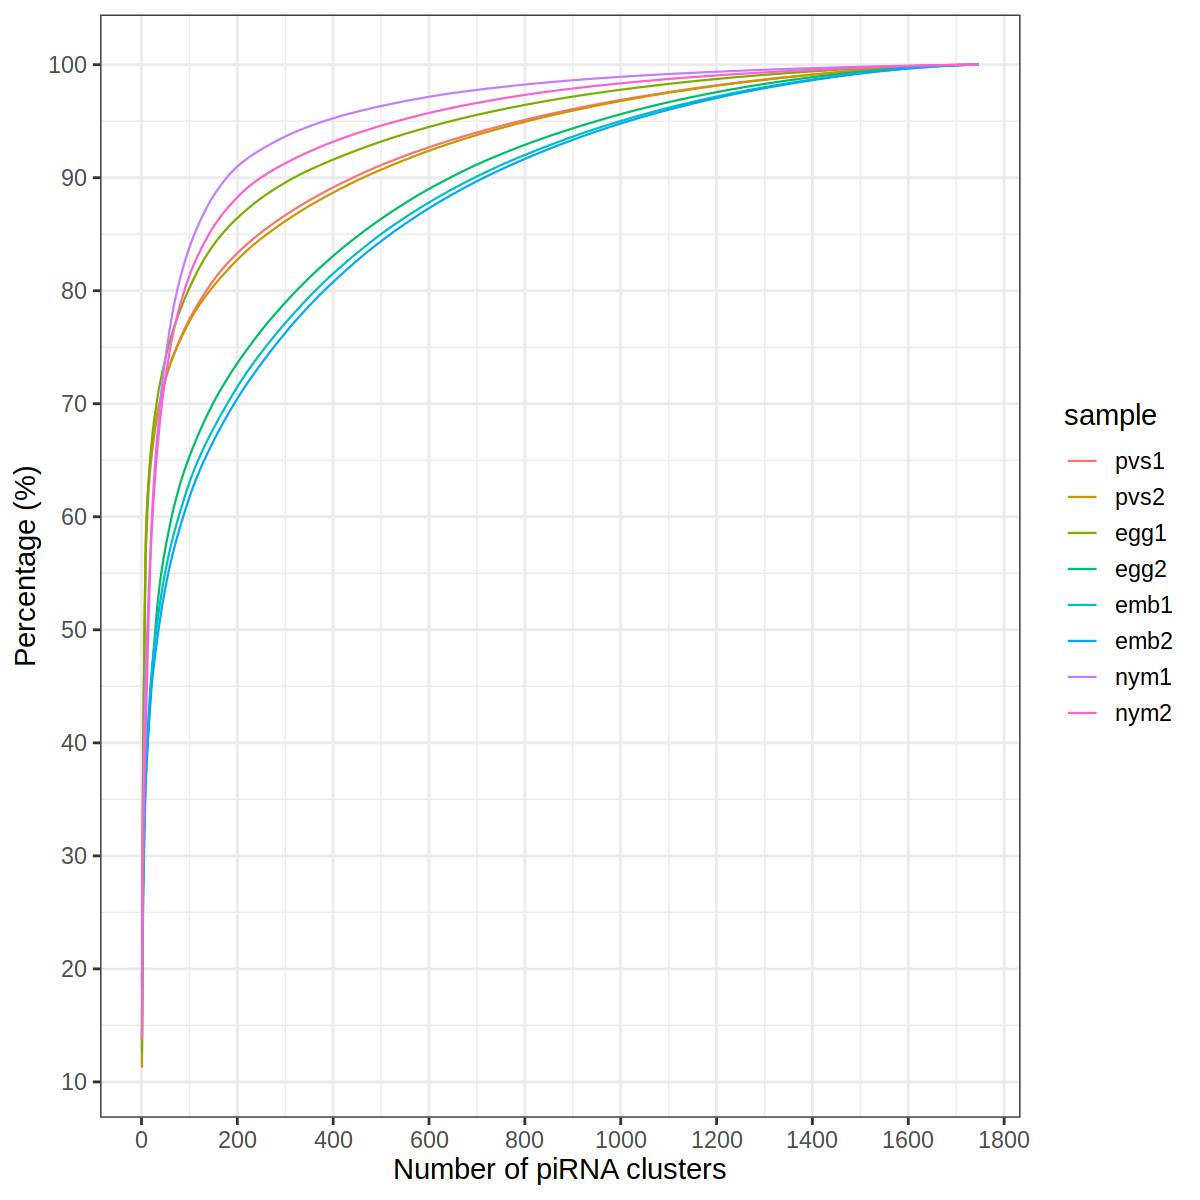 100
90
80
70
60
50
40
30
20
10
Percentage (%)
0 200 400 600 800 1000 1200 1400 1600 1800
Number of piRNA clusters
sample
pvs1
pvs2
egg1
egg2
emb1
emb2
nym1
nym2